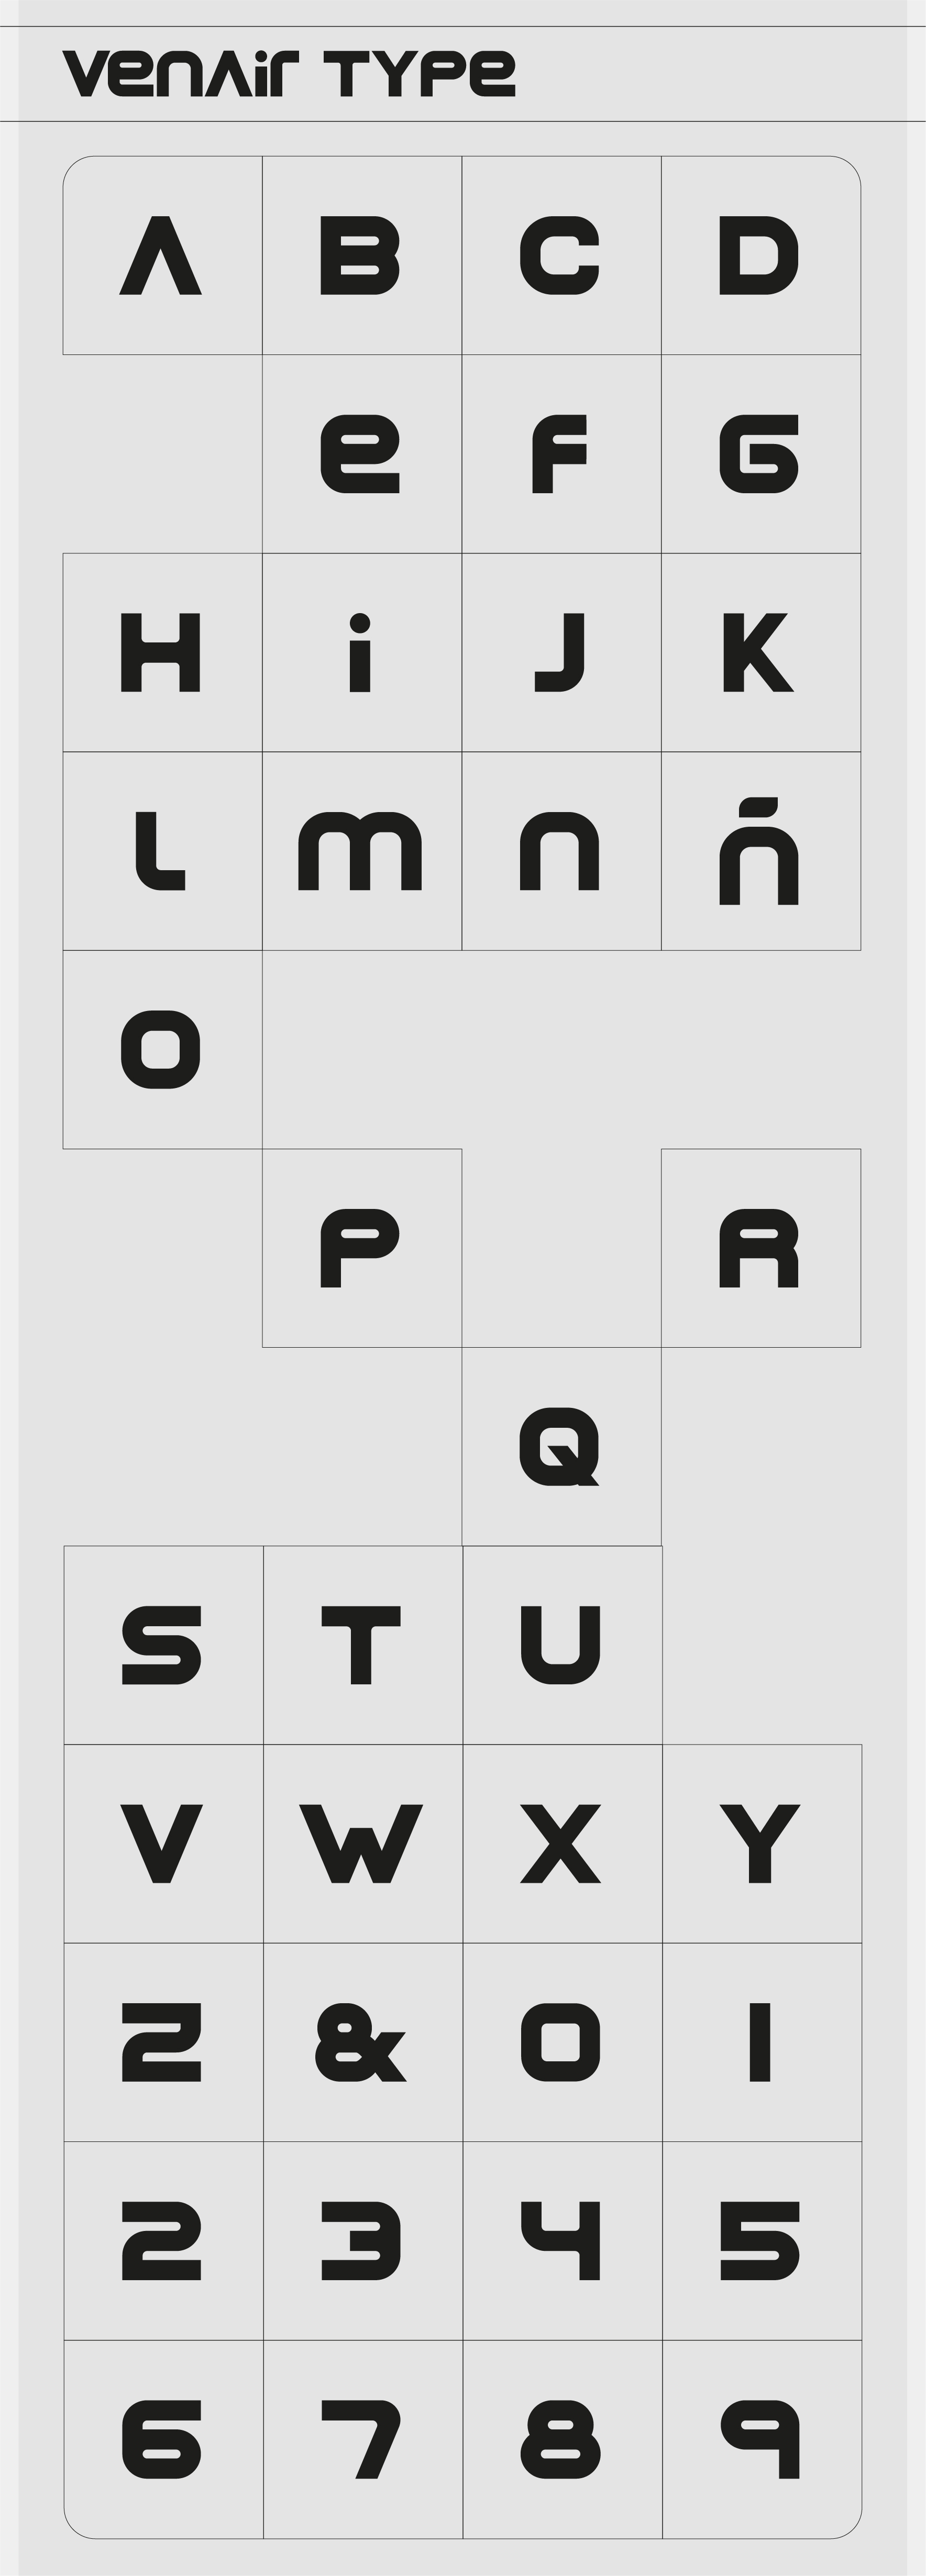 venAir TYPe
A B C D
e F G
H i J K
L m n ñ
O
P R
Q
S T U
V W X Y
Z & 0 1
2 3 4 5
6 7 8 9